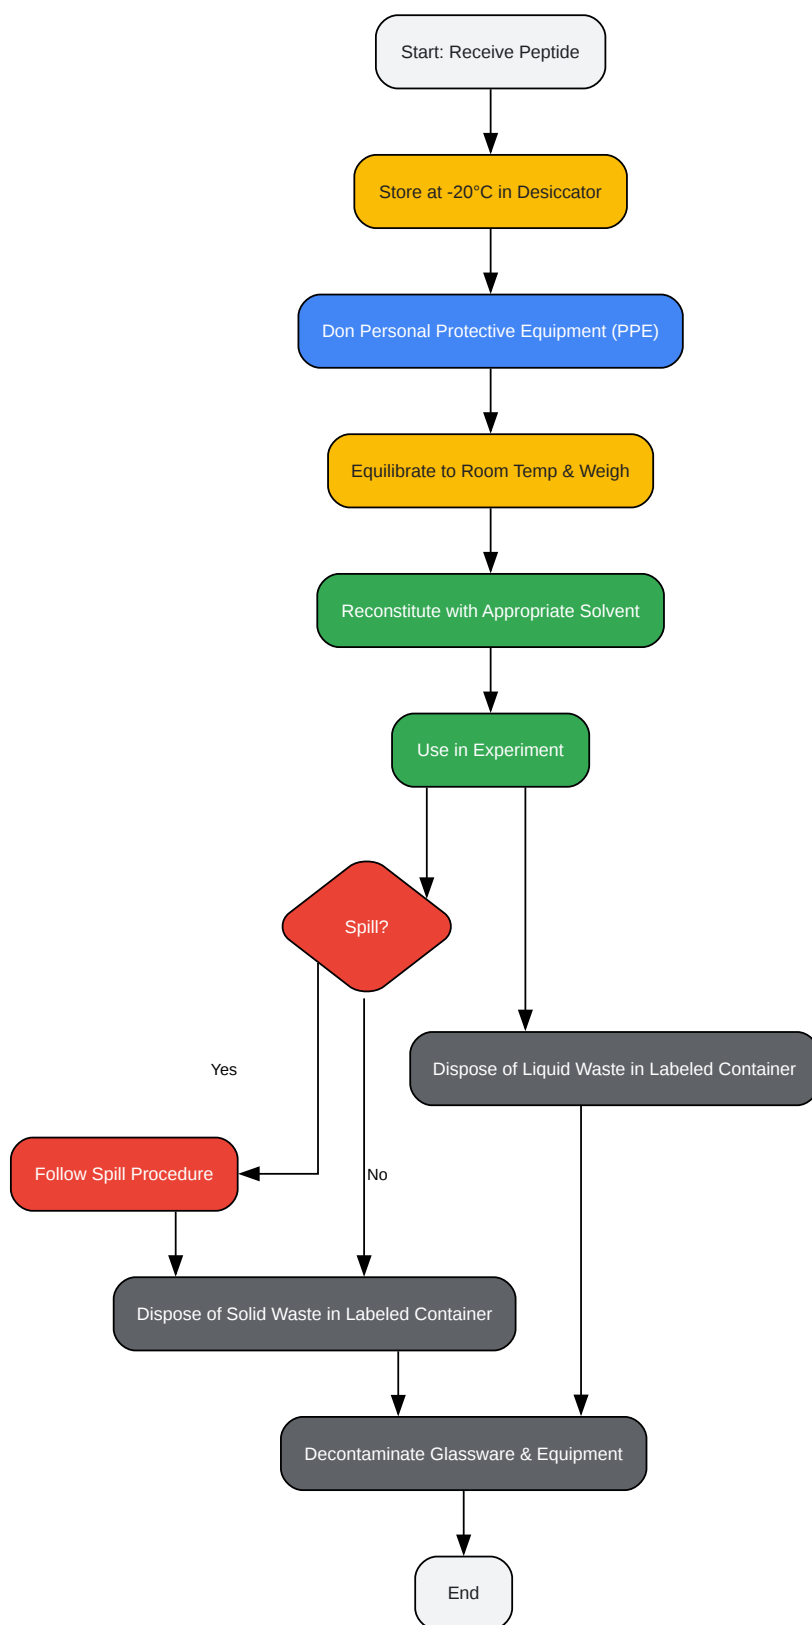 Start: Receive Peptide
Store at -20°C in Desiccator
Don Personal Protective Equipment (PPE)
Equilibrate to Room Temp & Weigh
Reconstitute with Appropriate Solvent
Use in Experiment
Spill?
Yes
Dispose of Liquid Waste in Labeled Container
Follow Spill Procedure
No
Dispose of Solid Waste in Labeled Container
Decontaminate Glassware & Equipment
End